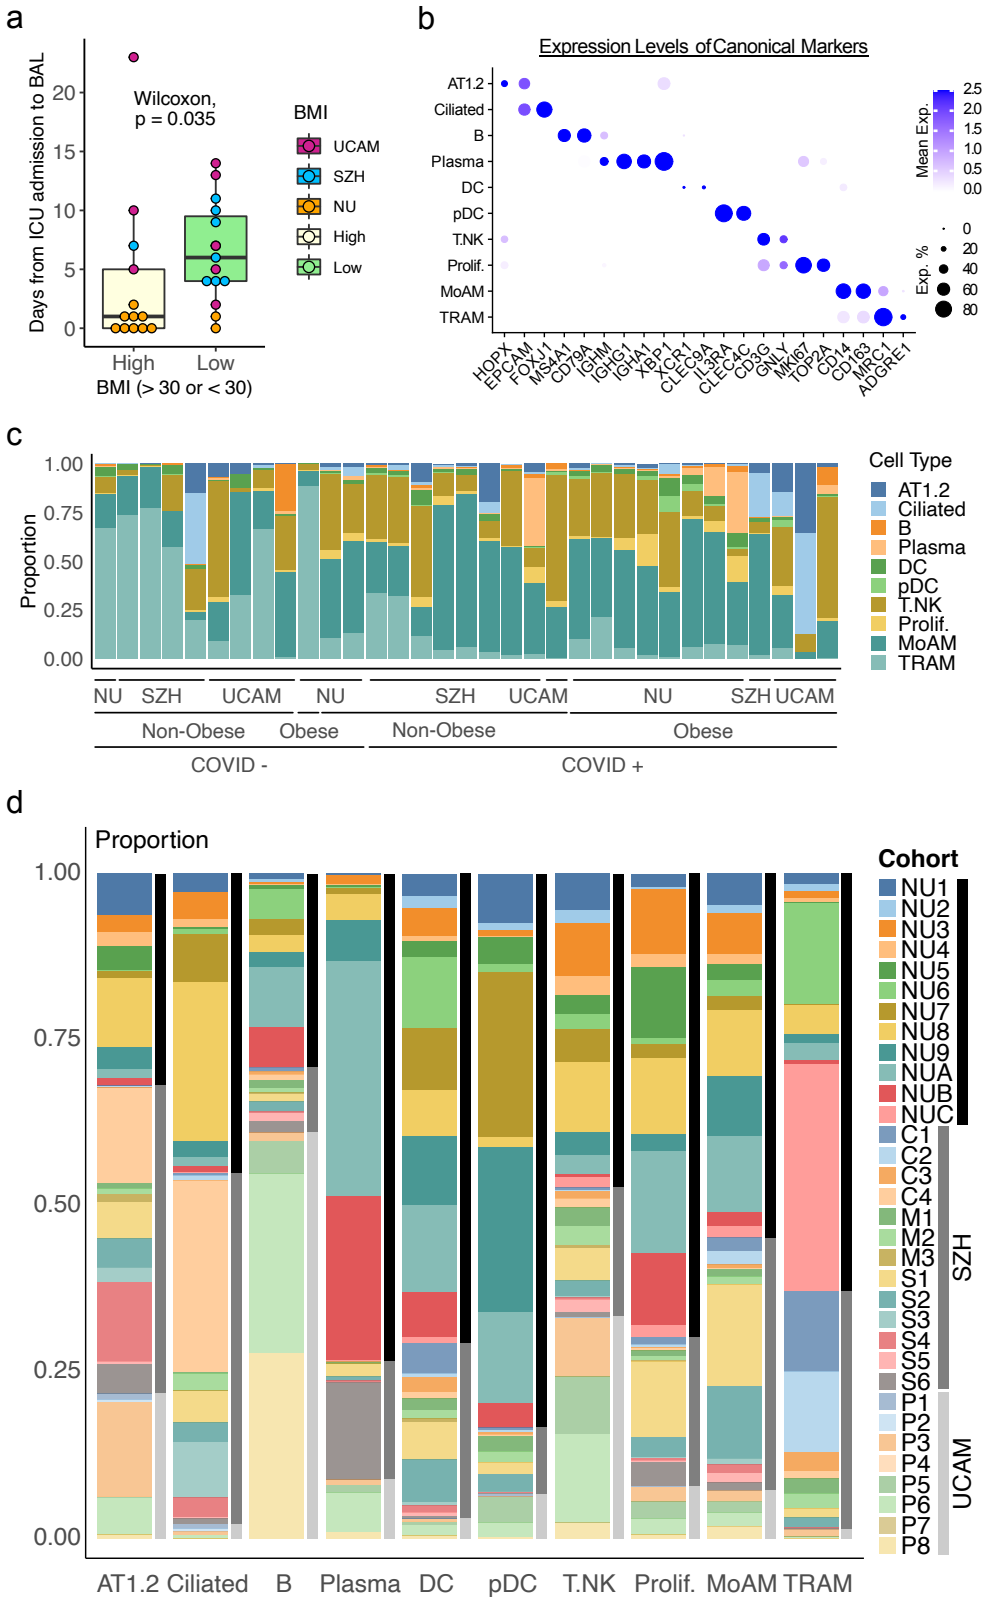 a
Days from ICU admission to BAL
20
15
10
5
0
Wilcoxon,
p = 0.035
High
Low
BMI (> 30 or < 30)
BMI
UCAM
SZH
NU
High
Low
b
Expression Levels of Canonical Markers
AT1.2
Ciliated
B
Plasma
DC
pDC
T.NK
Prolif.
MoAM
TRAM
HOPX
EPCAM
FOXJ1
MS4A1
CD79A
IGHM
IGHG1
IGHA1
XBP1
XCR1
CLEC9A
IL3RA
CLEC4C
CD3G
GNLY
MKI67
TOP2A
CD14
CD163
MRC1
ADGRE1
Mean Exp.
2.5
2.0
1.5
1.0
0.0
Exp. %
0
20
40
60
80
c
Proportion
1.00
0.75
0.50
0.25
0.00
NU SZH UCAM NU SZH UCAM NU SZH UCAM
Non-Obese Obese Non-Obese Obese
COVID - COVID +
Cell Type
AT1.2
Ciliated
B
Plasma
DC
pDC
T.NK
Prolif.
MoAM
TRAM
d
Proportion
1.00
0.75
0.50
0.25
0.00
AT1.2 Ciliated B Plasma DC pDC T.NK Prolif. MoAM TRAM
Cohort
NU1
NU2
NU3
NU4
NU5
NU6
NU7
NU8
NU9
NUA
NUB
NUC
C1
C2
C3
C4
M1
M2
M3
S1
S2
S3
S4
S5
S6
P1
P2
P3
P4
P5
P6
P7
P8
SZH
UCAM